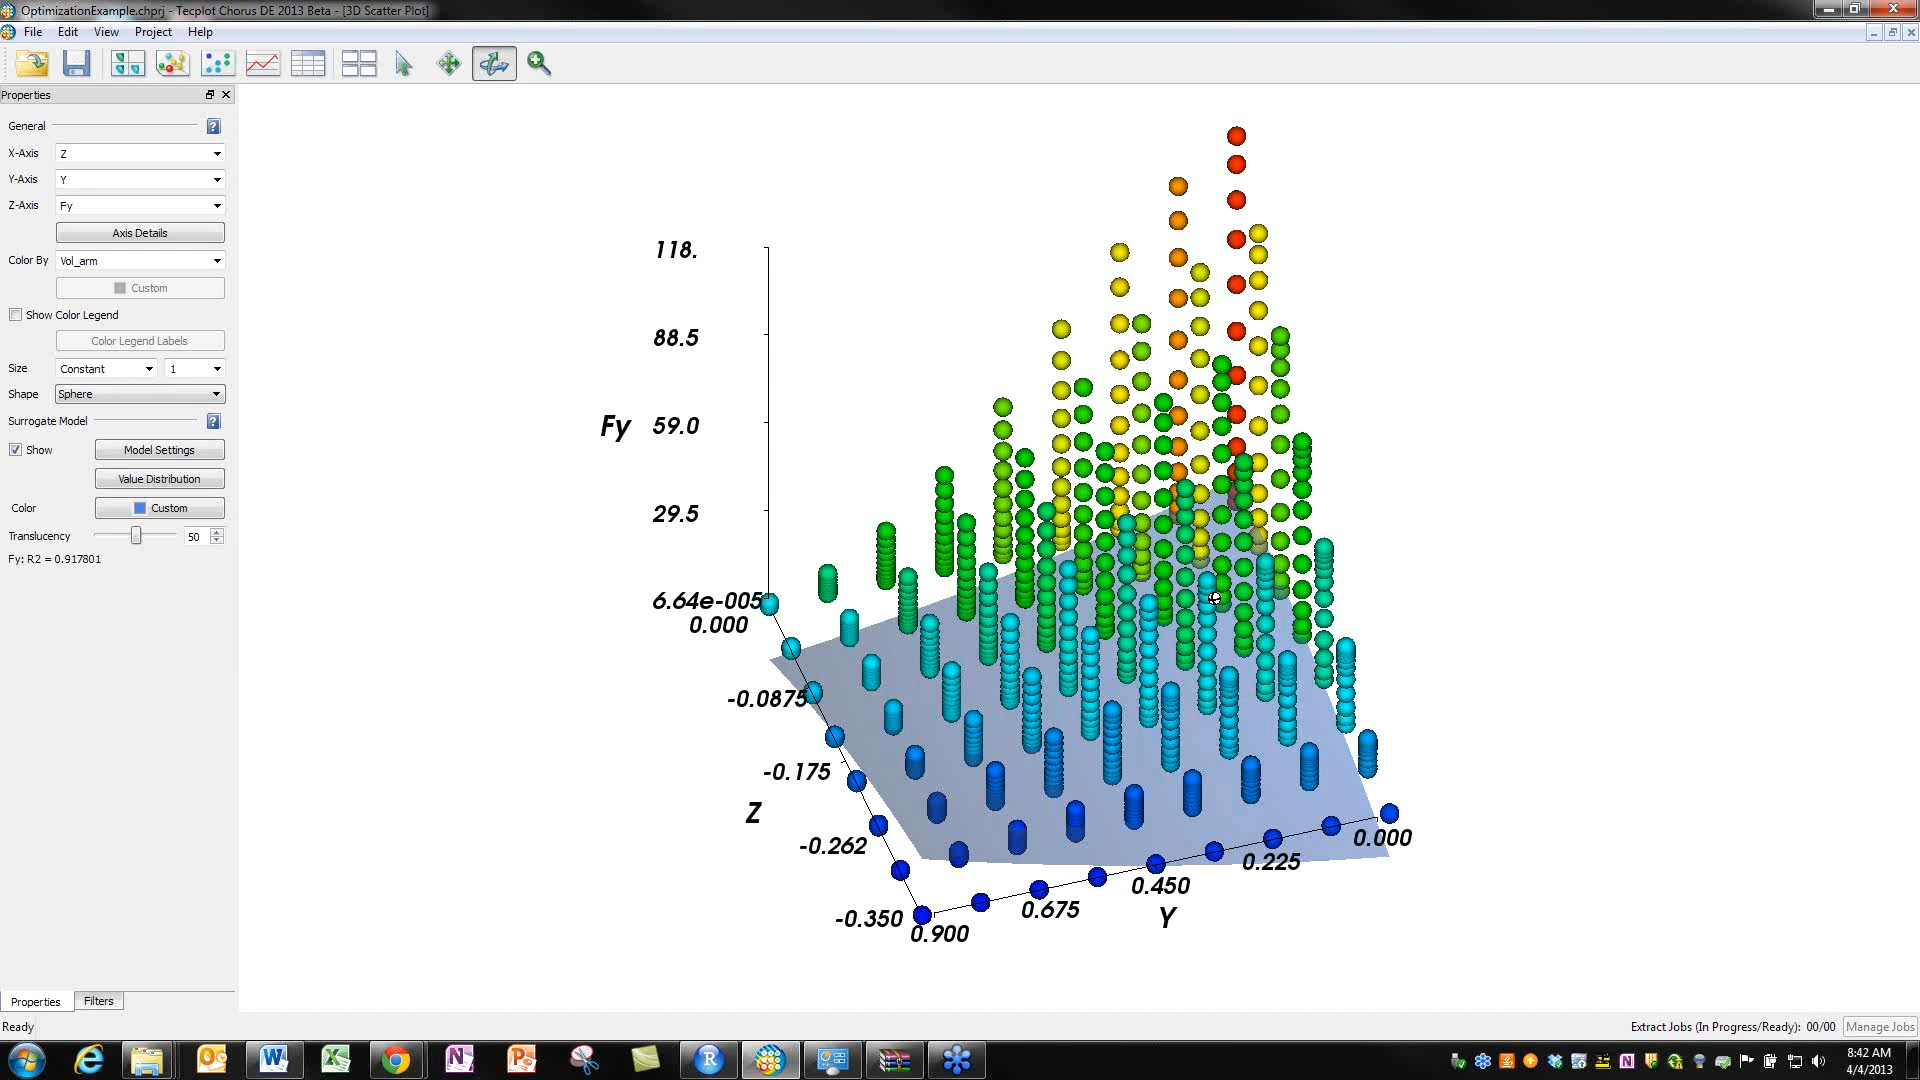 OptimizationExample.chprj - Tecplot Chorus DE 2013 Beta - [3D Scatter Plot]
File Edit View Project Help
Properties
General
X-Axis Z
Y-Axis Y
Z-Axis Fy
Axis Details
Color By Vol_arm
Custom
Show Color Legend
Color Legend Labels
Size Constant 1
Shape Sphere
Surrogate Model
Show Model Settings
Value Distribution
Color Custom
Translucency 50
Fy: R2 = 0.917801
118.
88.5
Fy 59.0
29.5
6.64e-005
0.000
-0.0875
-0.175
Z
-0.262
-0.350
0.900
0.675
0.450
0.225
0.000
Y
Properties Filters
Ready
Extract Jobs (In Progress/Ready): 00/00 Manage Jobs
8:42 AM
4/4/2013